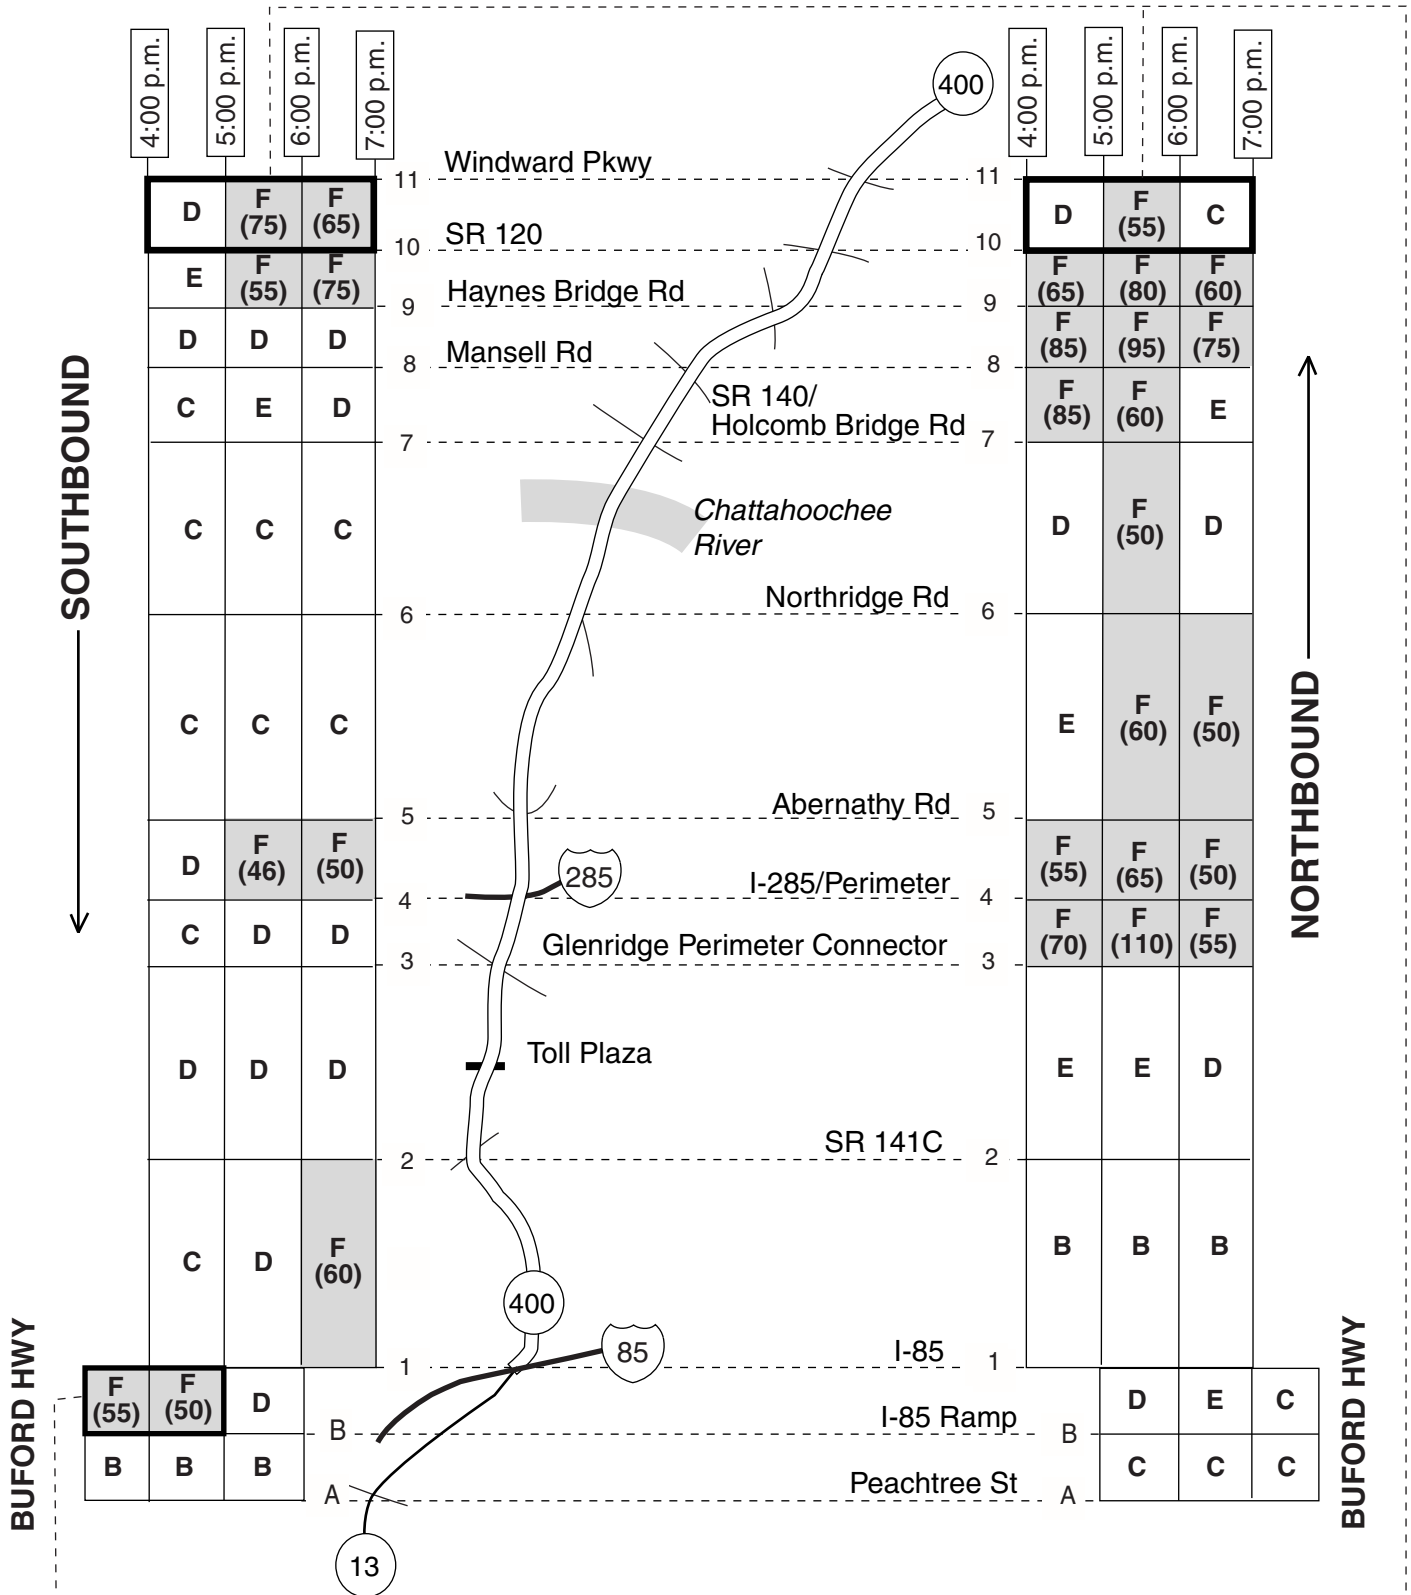 4:00 p.m.
5:00 p.m.
6:00 p.m.
7:00 p.m.
4:00 p.m.
5:00 p.m.
6:00 p.m.
7:00 p.m.
400
Windward Pkwy
11
11
D
F
(75)
F
(65)
D
F
(55)
C
SR 120
10
10
E
F
(55)
F
(75)
F
(65)
F
(80)
F
(60)
Haynes Bridge Rd
9
9
D
D
D
F
(85)
F
(95)
F
(75)
Mansell Rd
8
8
C
E
D
F
(85)
F
(60)
E
SR 140/
Holcomb Bridge Rd
7
7
C
C
C
D
F
(50)
D
Chattahoochee
River
Northridge Rd
6
6
SOUTHBOUND
NORTHBOUND
C
C
C
E
F
(60)
F
(50)
Abernathy Rd
5
5
D
F
(46)
F
(50)
F
(55)
F
(65)
F
(50)
285
I-285/Perimeter
4
4
C
D
D
F
(70)
F
(110)
F
(55)
Glenridge Perimeter Connector
3
3
D
D
D
E
E
D
Toll Plaza
SR 141C
2
2
C
D
F
(60)
B
B
B
400
85
I-85
1
1
BUFORD HWY
BUFORD HWY
F
(55)
F
(50)
D
D
E
C
I-85 Ramp
B
B
B
B
B
C
C
C
Peachtree St
A
A
13